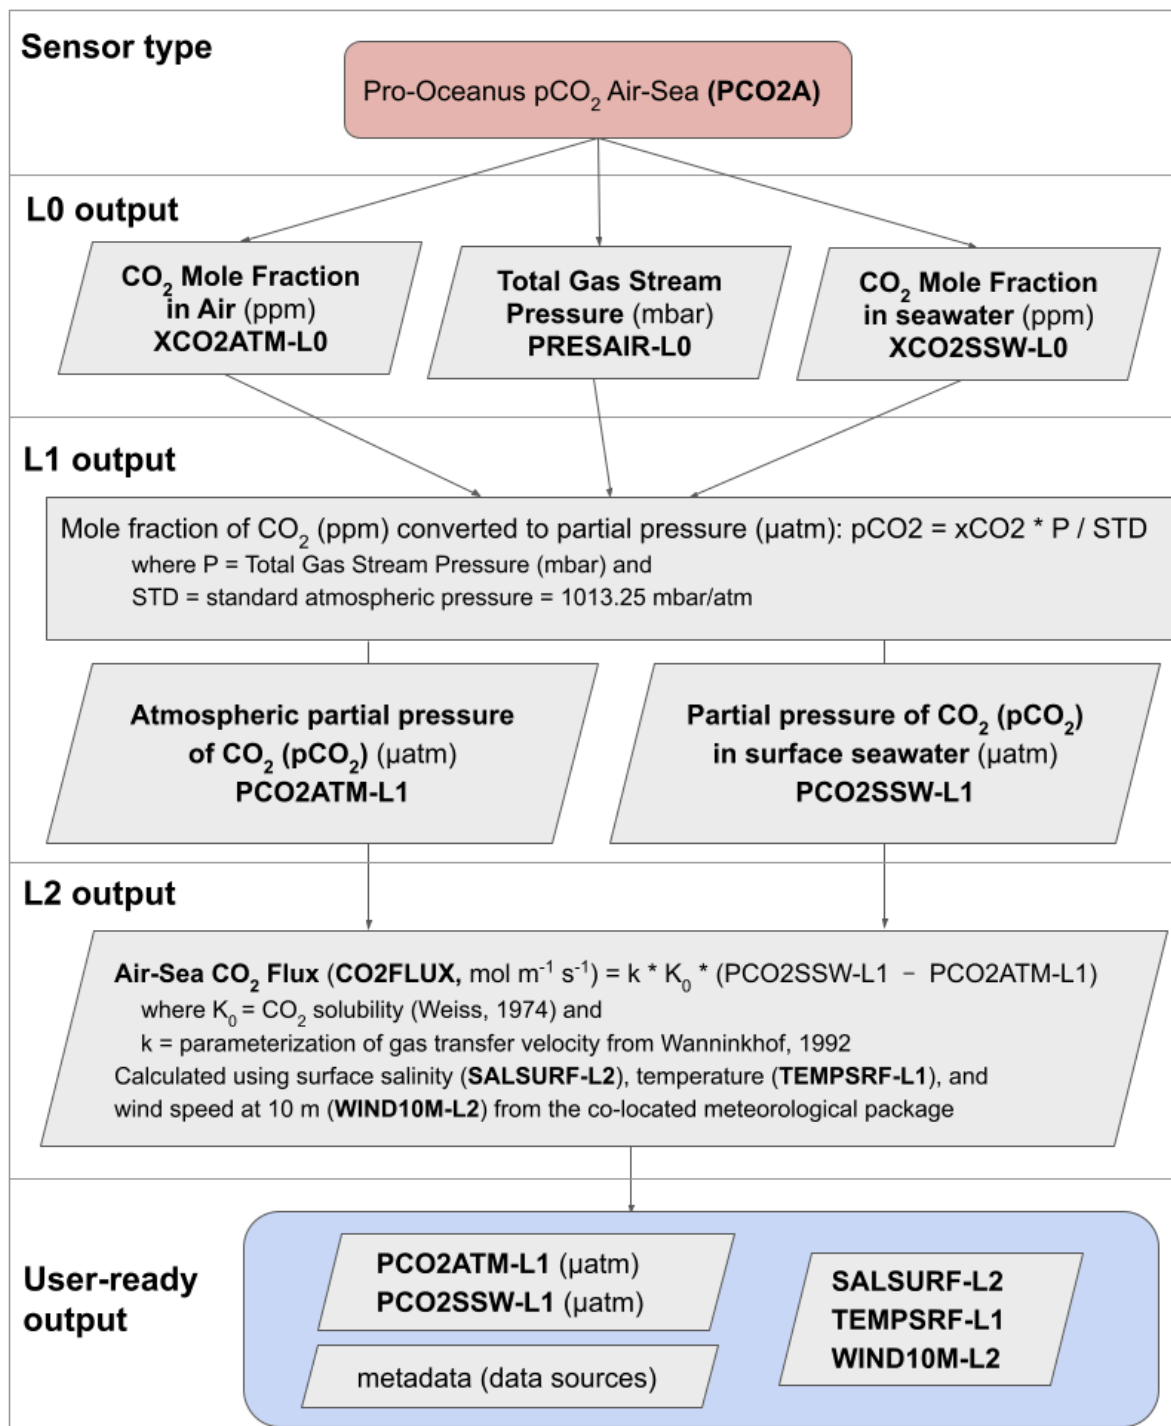 Sensor type
Pro-Oceanus pCO₂ Air-Sea (PCO2A)
L0 output
CO₂ Mole Fraction
in Air (ppm)
XCO2ATM-L0
Total Gas Stream
Pressure (mbar)
PRESAIR-L0
CO₂ Mole Fraction
in seawater (ppm)
XCO2SSW-L0
L1 output
Mole fraction of CO₂ (ppm) converted to partial pressure (µatm): pCO2 = xCO2 * P / STD
where P = Total Gas Stream Pressure (mbar) and
STD = standard atmospheric pressure = 1013.25 mbar/atm
Atmospheric partial pressure
of CO₂ (pCO₂) (µatm)
PCO2ATM-L1
Partial pressure of CO₂ (pCO₂)
in surface seawater (µatm)
PCO2SSW-L1
L2 output
Air-Sea CO₂ Flux (CO2FLUX, mol m⁻¹ s⁻¹) = k * K₀ * (PCO2SSW-L1 − PCO2ATM-L1)
where K₀ = CO₂ solubility (Weiss, 1974) and
k = parameterization of gas transfer velocity from Wanninkhof, 1992
Calculated using surface salinity (SALSURF-L2), temperature (TEMPSRF-L1), and
wind speed at 10 m (WIND10M-L2) from the co-located meteorological package
User-ready
output
PCO2ATM-L1 (µatm)
PCO2SSW-L1 (µatm)
metadata (data sources)
SALSURF-L2
TEMPSRF-L1
WIND10M-L2